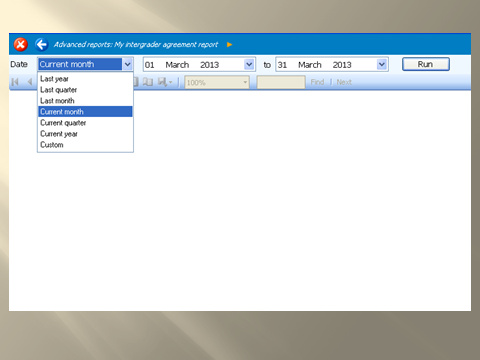 Advanced reports: My intergrader agreement report
Date Current month 01 March 2013 to 31 March 2013 Run
100% Find Next
Last year
Last quarter
Last month
Current month
Current quarter
Current year
Custom